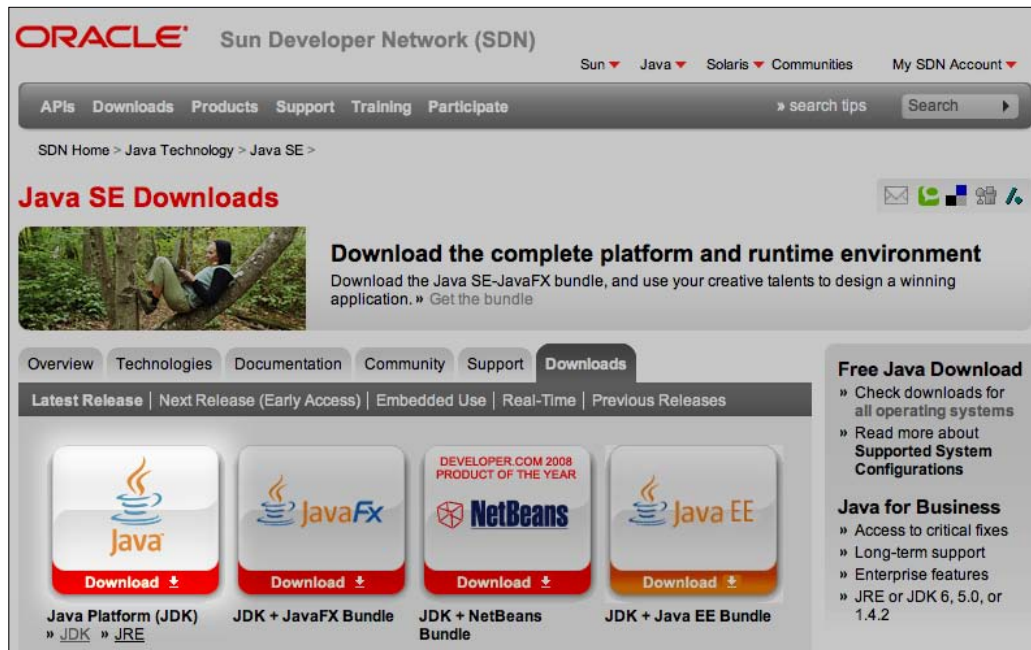 ORACLE® Sun Developer Network (SDN)
Sun Java Solaris Communities My SDN Account
APIs Downloads Products Support Training Participate » search tips Search
SDN Home > Java Technology > Java SE >
Java SE Downloads
Download the complete platform and runtime environment
Download the Java SE-JavaFX bundle, and use your creative talents to design a winning
application. » Get the bundle
Overview Technologies Documentation Community Support Downloads
Latest Release | Next Release (Early Access) | Embedded Use | Real-Time | Previous Releases
Java
Download
Java Platform (JDK)
» JDK » JRE
JavaFx
Download
JDK + JavaFX Bundle
DEVELOPER.COM 2008
PRODUCT OF THE YEAR
NetBeans
Download
JDK + NetBeans
Bundle
Java EE
Download
JDK + Java EE Bundle
Free Java Download
» Check downloads for
all operating systems
» Read more about
Supported System
Configurations
Java for Business
» Access to critical fixes
» Long-term support
» Enterprise features
» JRE or JDK 6, 5.0, or
1.4.2